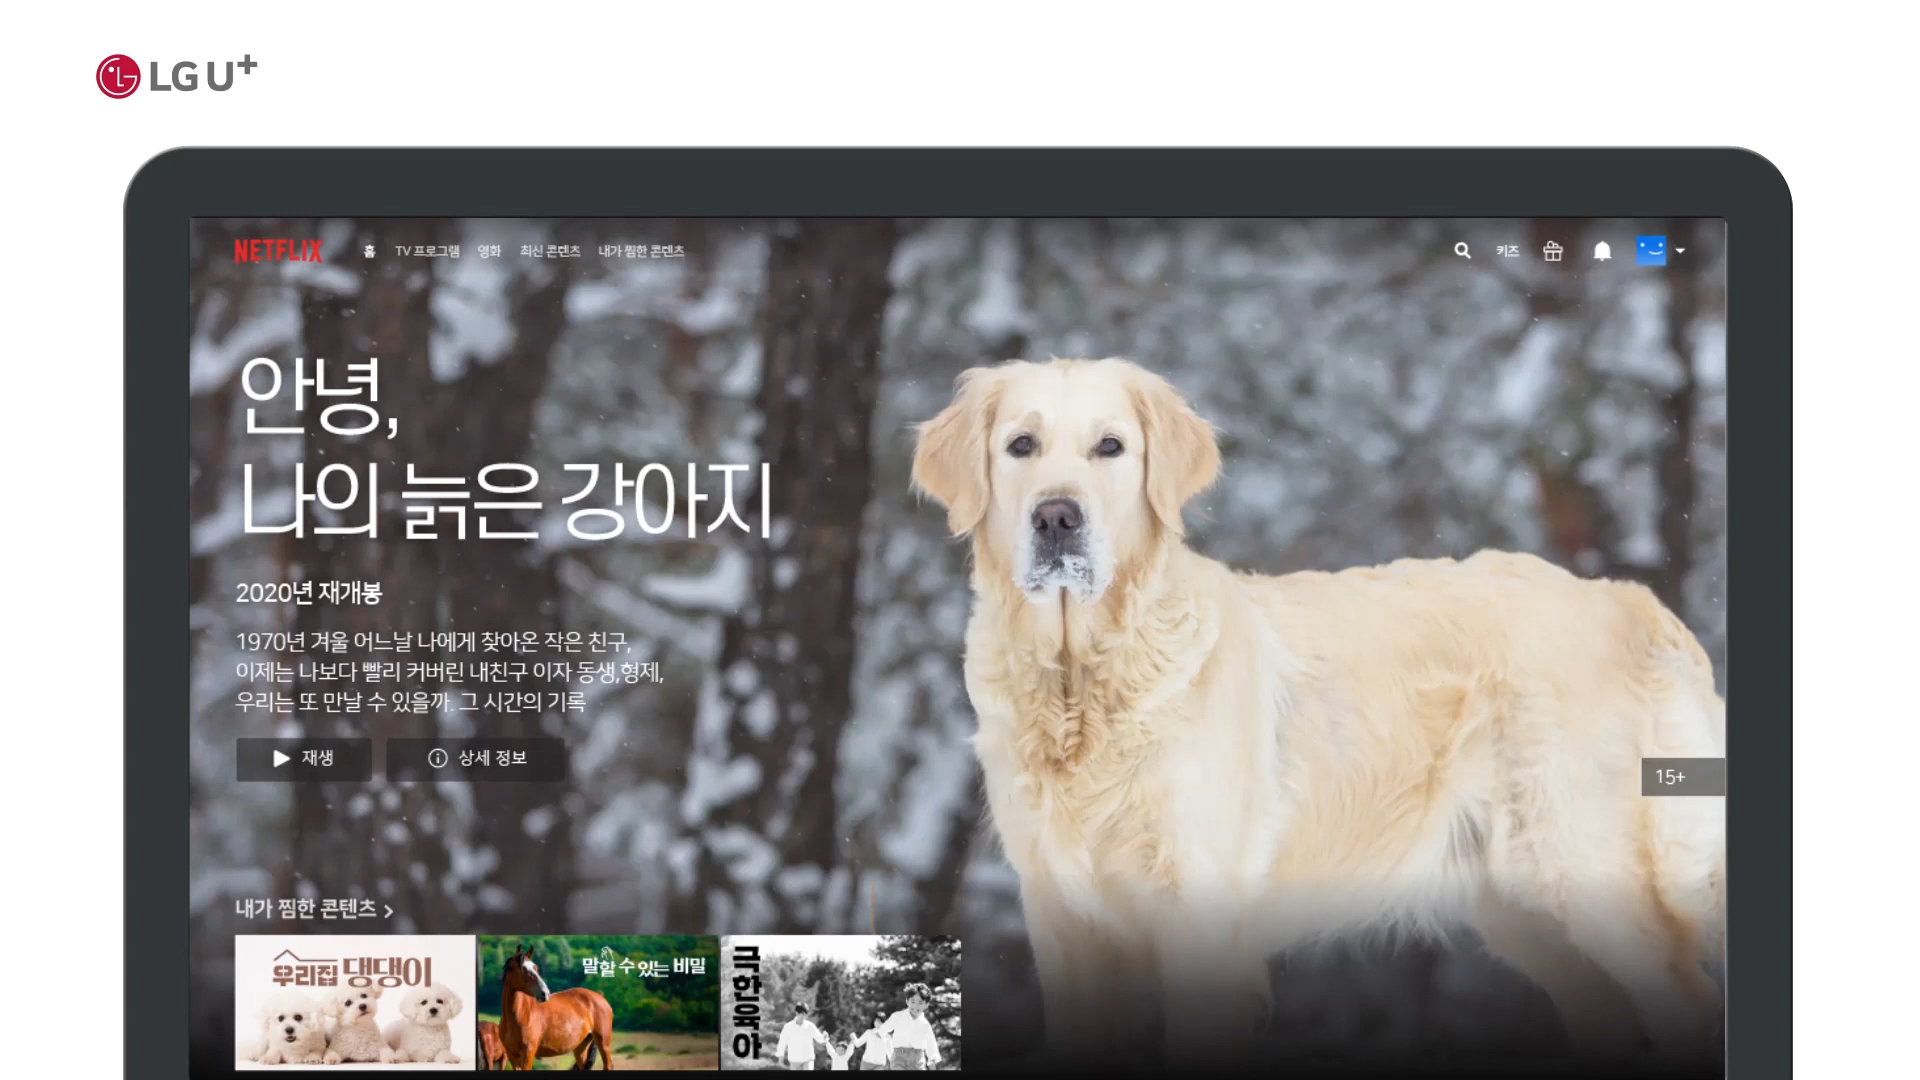 LG U+
NETFLIX 홈 TV 프로그램 영화 최신 콘텐츠 내가 찜한 콘텐츠 키즈
안녕,
나의 늙은 강아지
2020년 재개봉
1970년 겨울 어느날 나에게 찾아온 작은 친구,
이제는 나보다 빨리 커버린 내친구 이자 동생,형제,
우리는 또 만날 수 있을까. 그 시간의 기록
재생 상세 정보
15+
내가 찜한 콘텐츠
우리집 댕댕이
말할 수 있는 비밀
극한육아